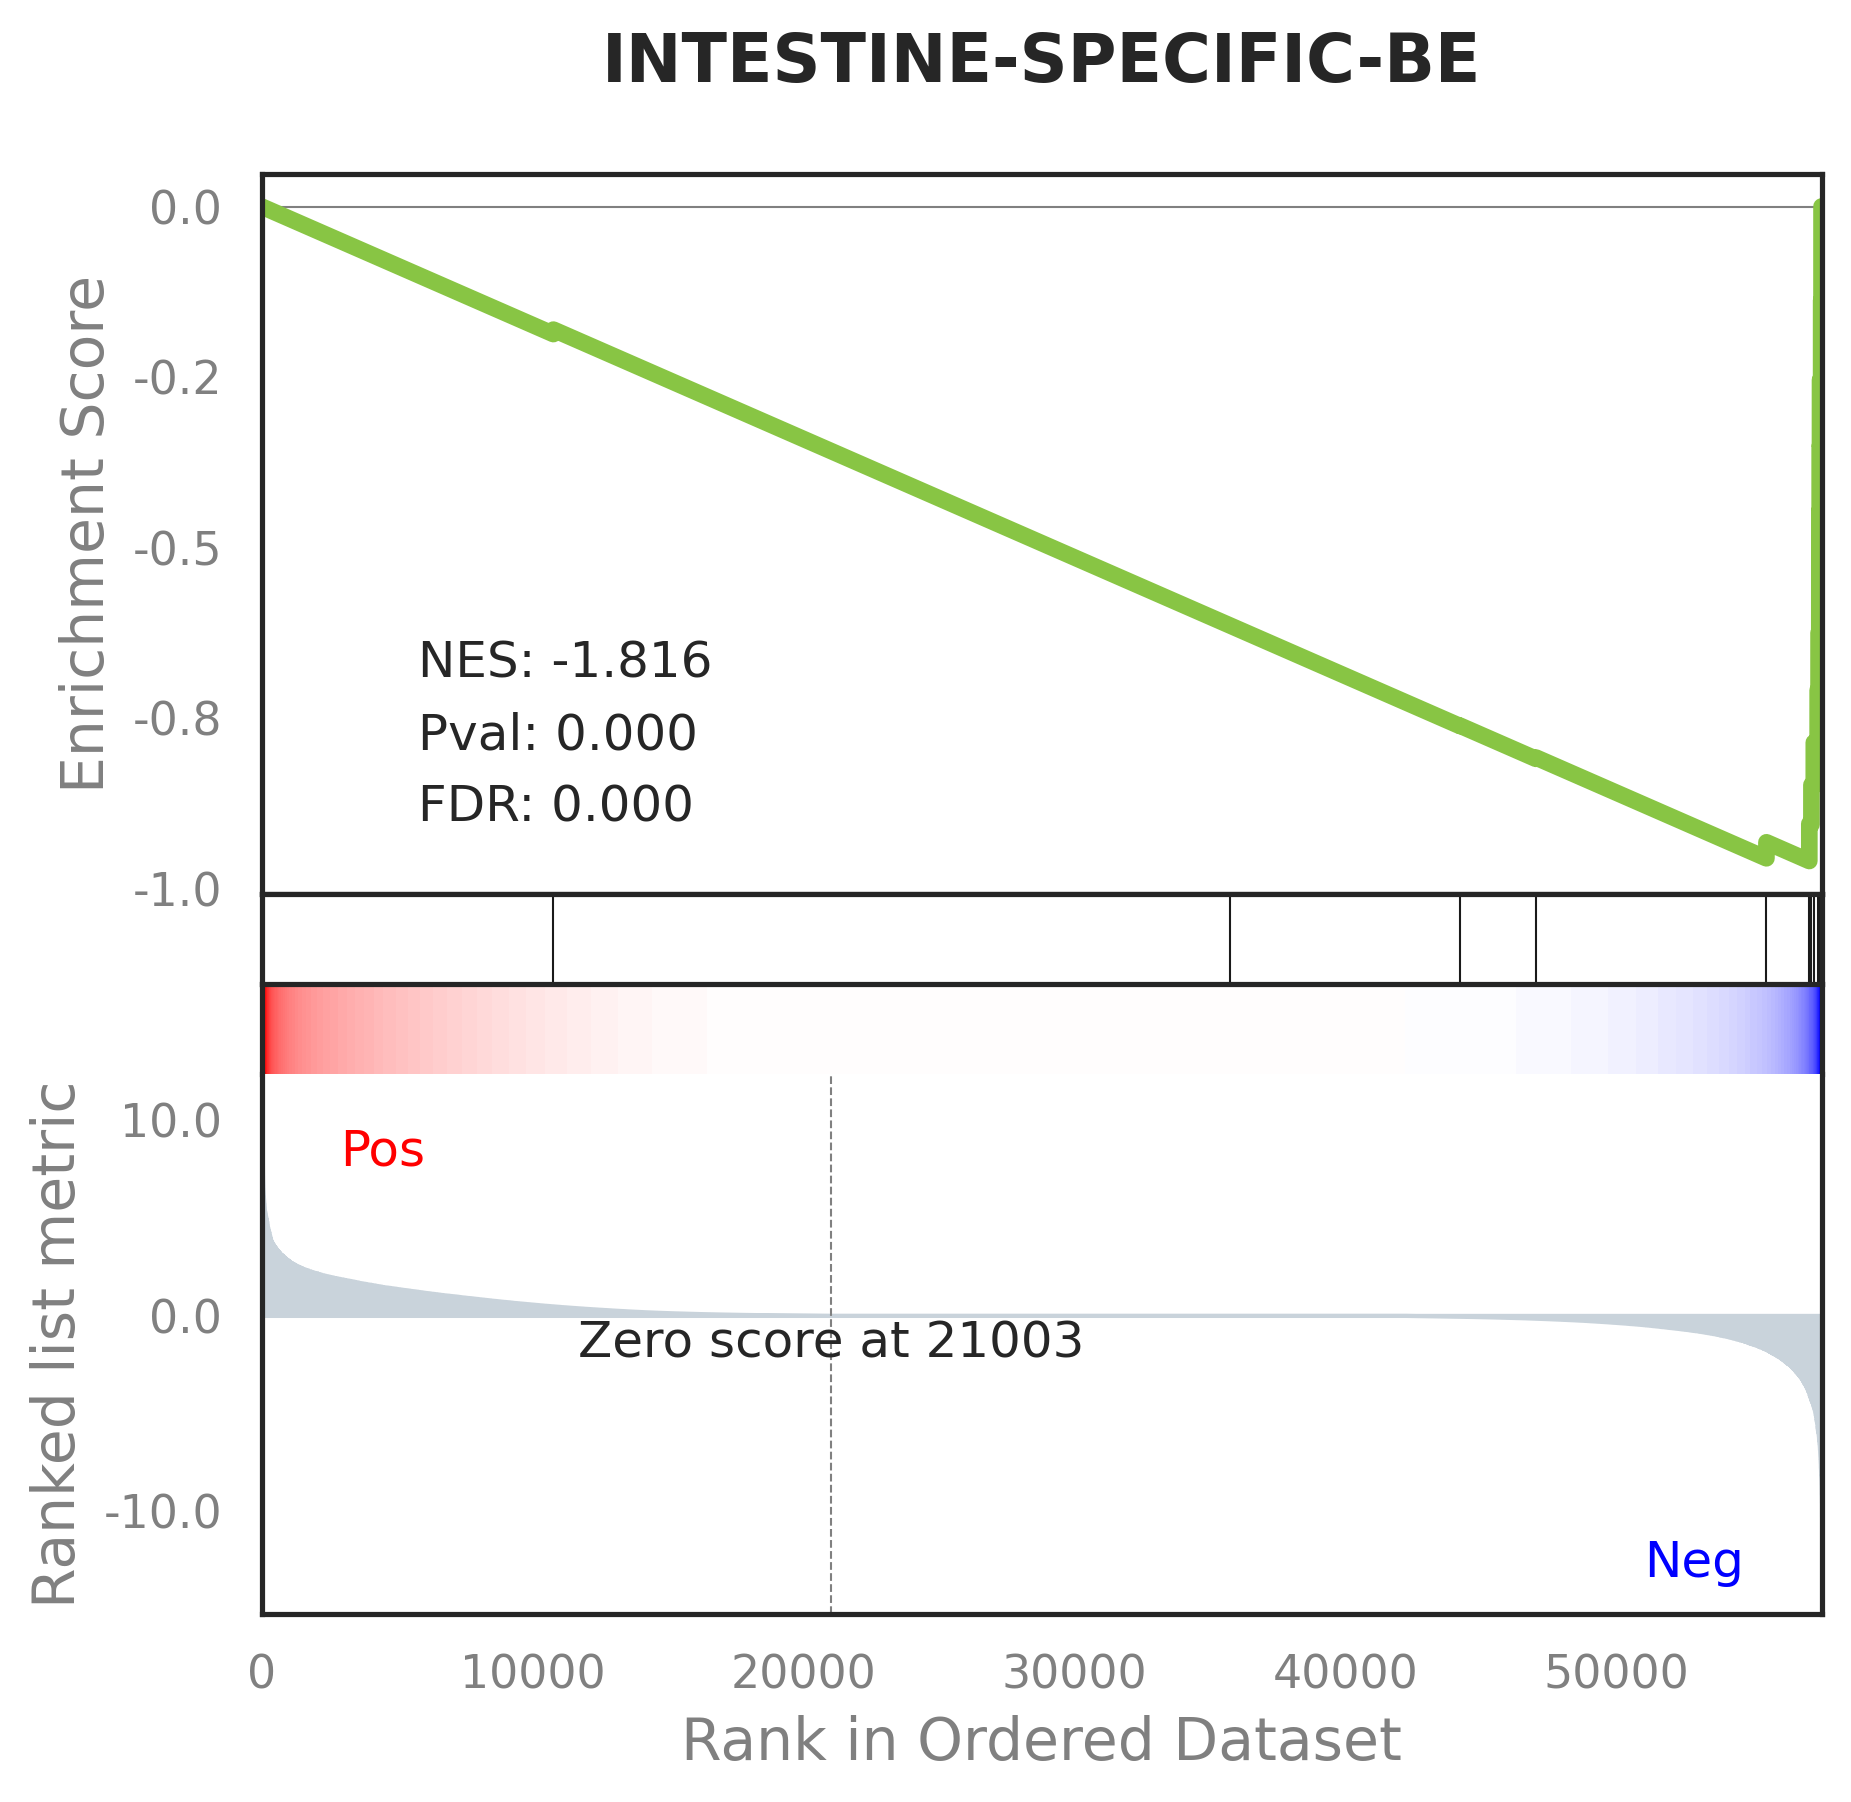 INTESTINE-SPECIFIC-BE
Enrichment Score
0.0
-0.2
-0.5
-0.8
-1.0
NES: -1.816
Pval: 0.000
FDR: 0.000
Ranked list metric
10.0
0.0
-10.0
Pos
Zero score at 21003
Neg
0 10000 20000 30000 40000 50000
Rank in Ordered Dataset